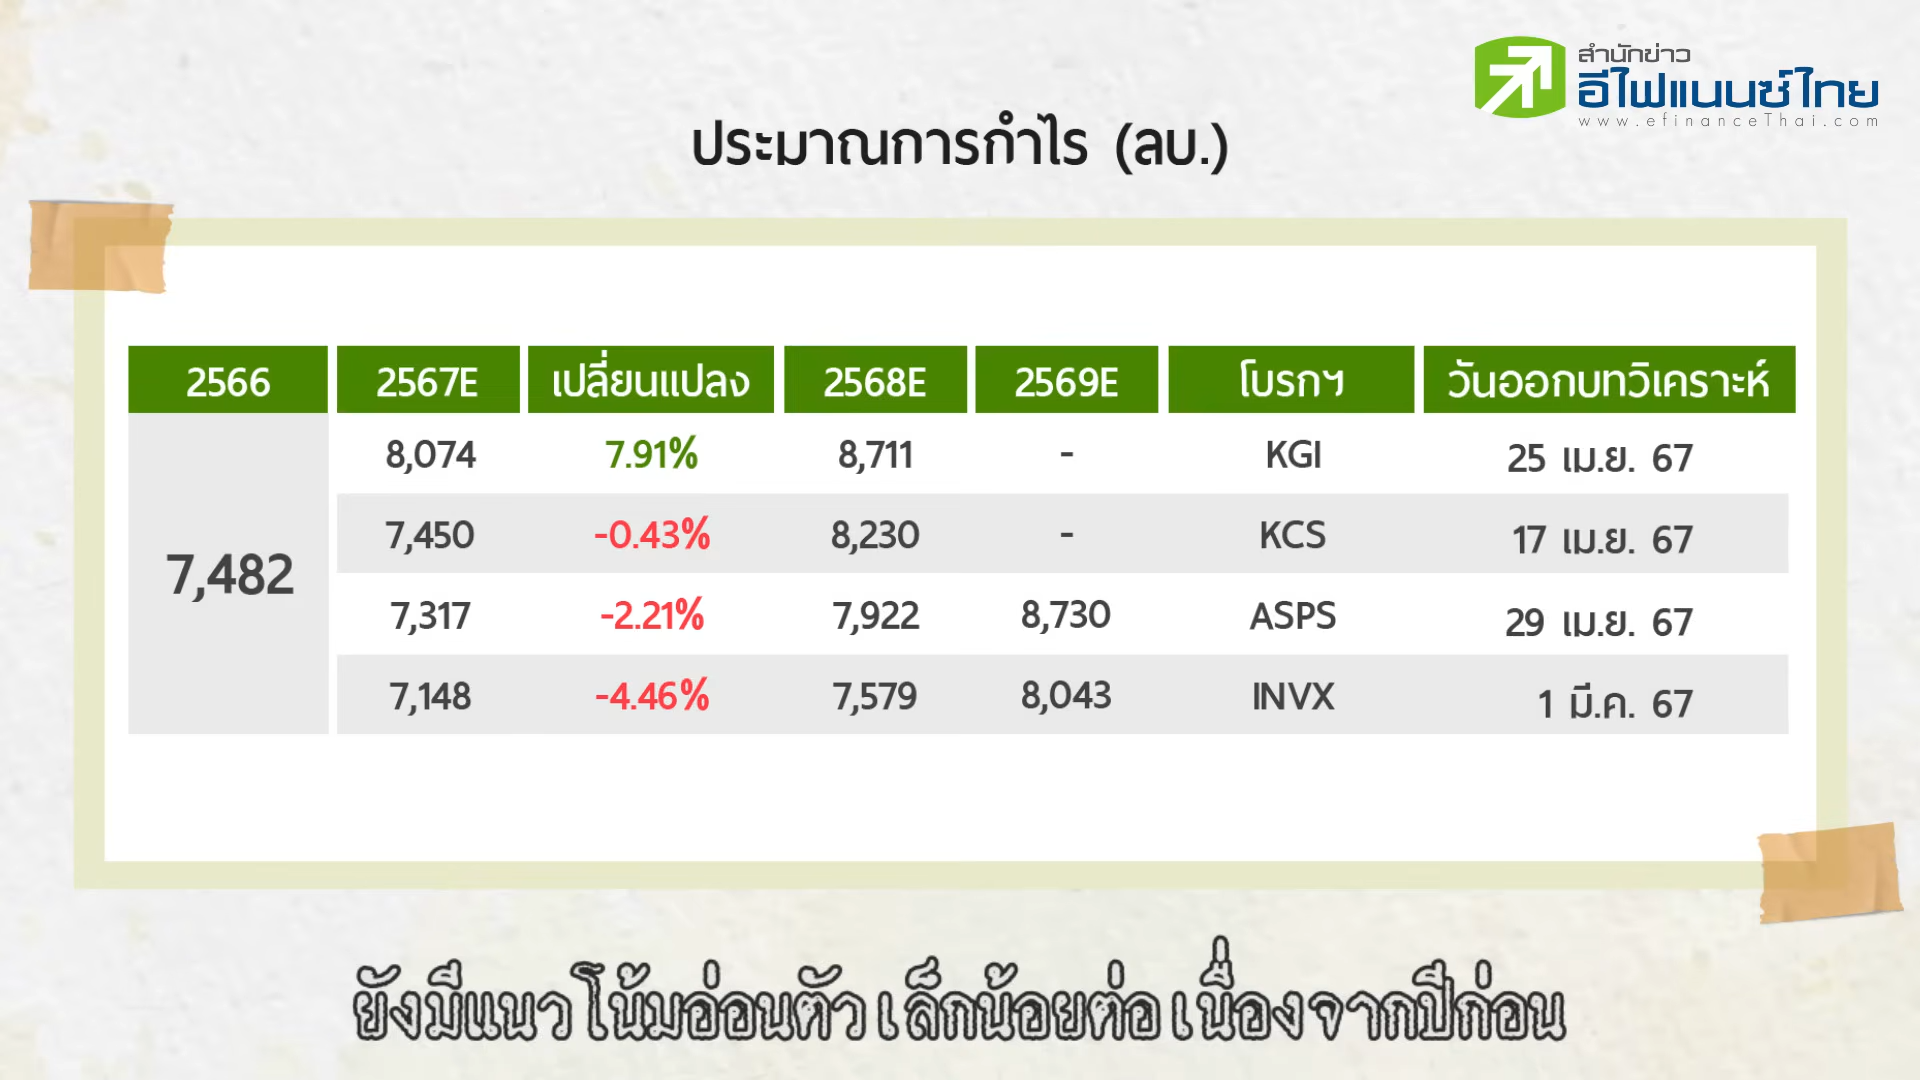 สำนักข่าว
อีไฟแนนซ์ไทย
www.efinanceThai.com
ประมาณการกำไร (ลบ.)
2566 2567E เปลี่ยนแปลง 2568E 2569E โบรกฯ วันออกบทวิเคราะห์
8,074 7.91% 8,711 - KGI 25 เม.ย. 67
7,450 -0.43% 8,230 - KCS 17 เม.ย. 67
7,482
7,317 -2.21% 7,922 8,730 ASPS 29 เม.ย. 67
7,148 -4.46% 7,579 8,043 INVX 1 มี.ค. 67
ยังมีแนวโน้มอ่อนตัวเล็กน้อยต่อเนื่องจากปีก่อน